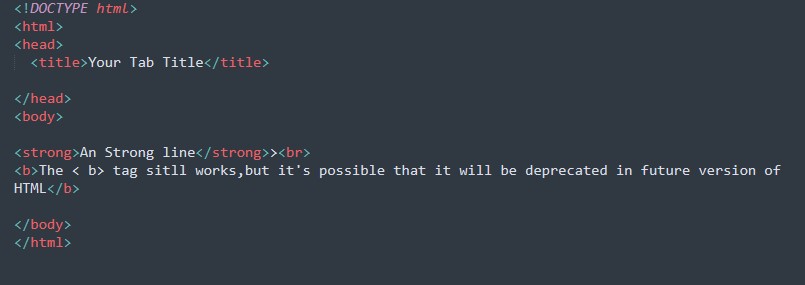 <!DOCTYPE html>
<html>
<head>
<title>Your Tab Title</title>
</head>
<body>
<strong>An Strong line</strong>><br>
<b>The < b> tag sitll works,but it's possible that it will be deprecated in future version of
HTML</b>
</body>
</html>